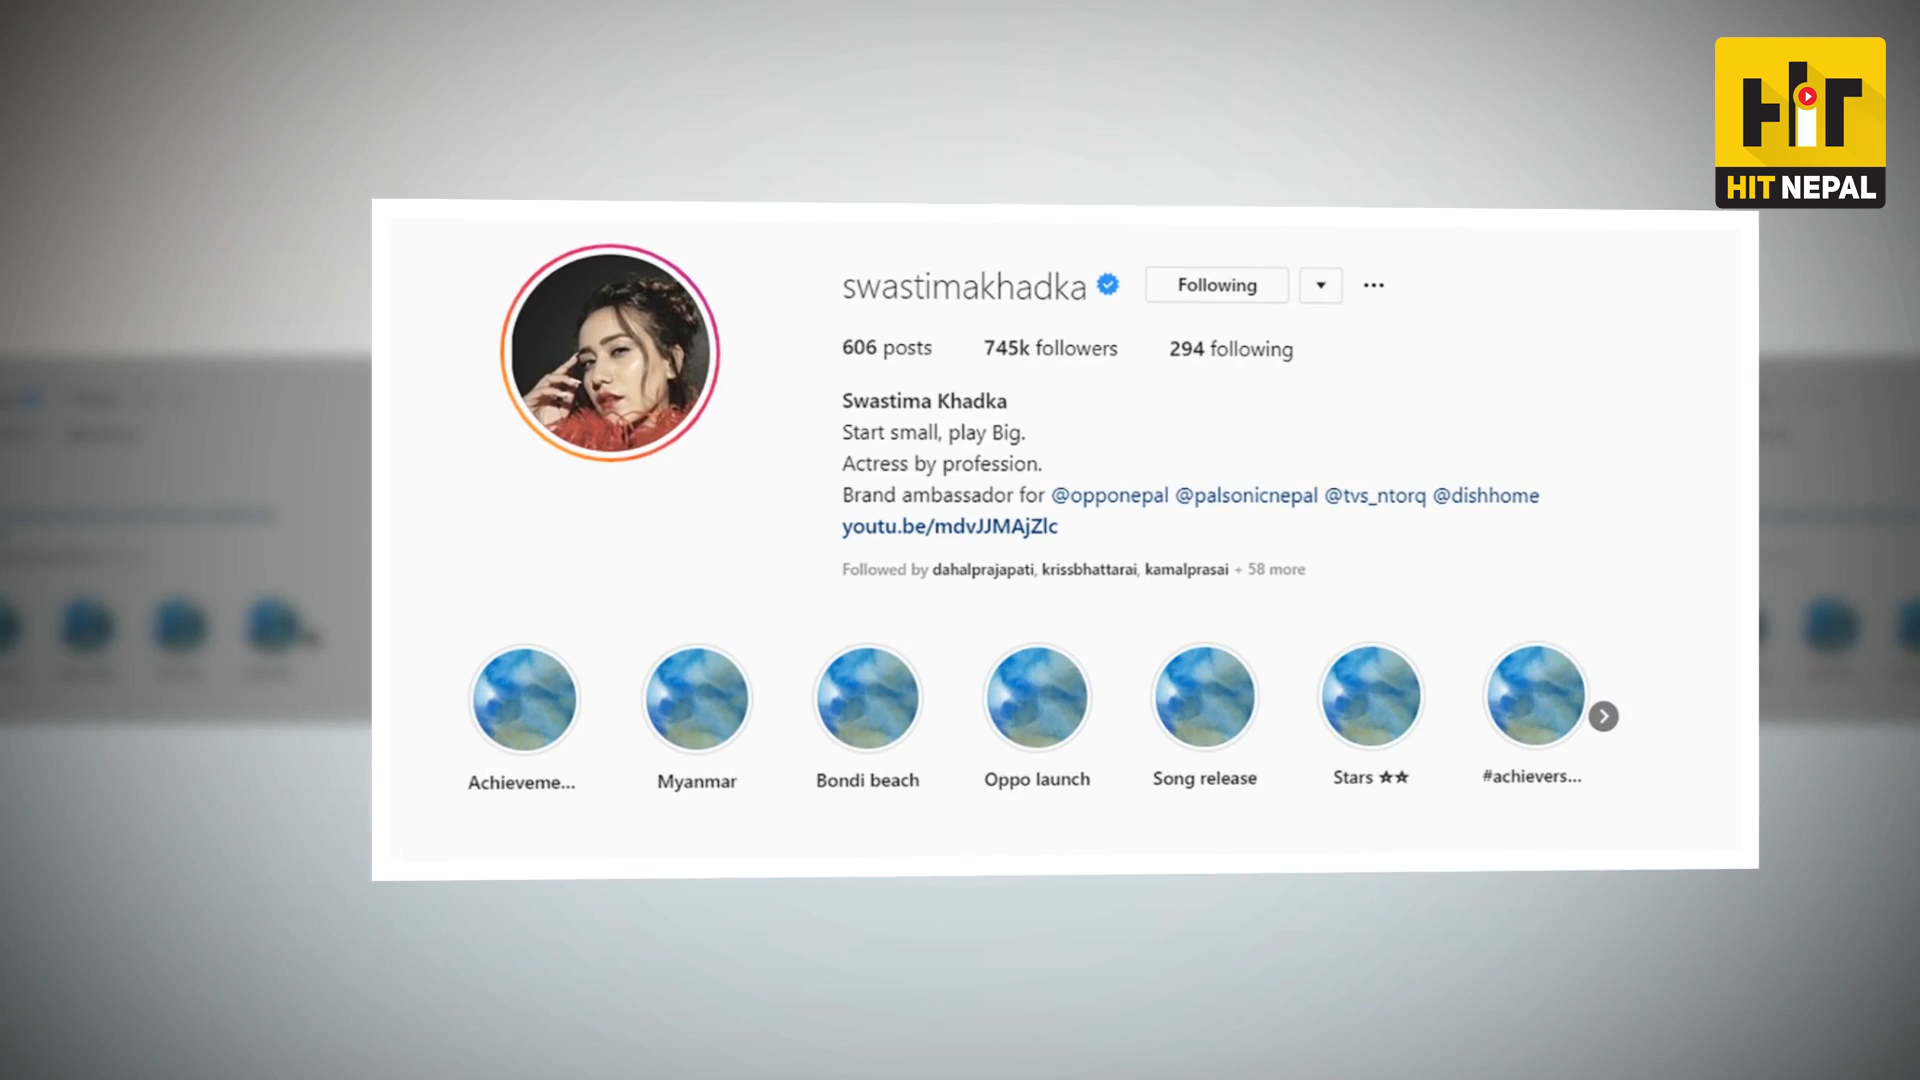 HiT
HIT NEPAL
swastimakhadka Following
606 posts 745k followers 294 following
Swastima Khadka
Start small, play Big.
Actress by profession.
Brand ambassador for @opponepal @palsonicnepal @tvs_ntorq @dishhome
youtu.be/mdvJJMAjZlc
Followed by dahalprajapati, krissbhattarai, kamalprasai + 58 more
Achieveme... Myanmar Bondi beach Oppo launch Song release Stars ☆☆ #achievers...